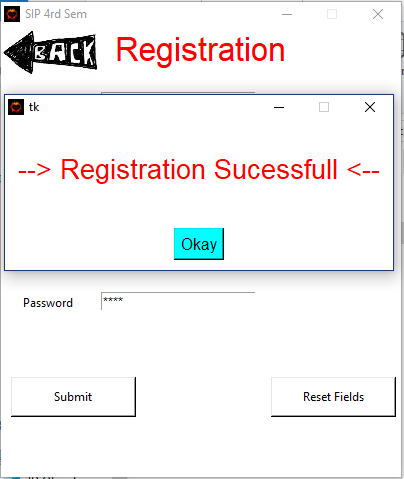 SIP 4rd Sem
BACK
Registration
tk
--> Registration Sucessfull <--
Okay
Password ****
Submit
Reset Fields